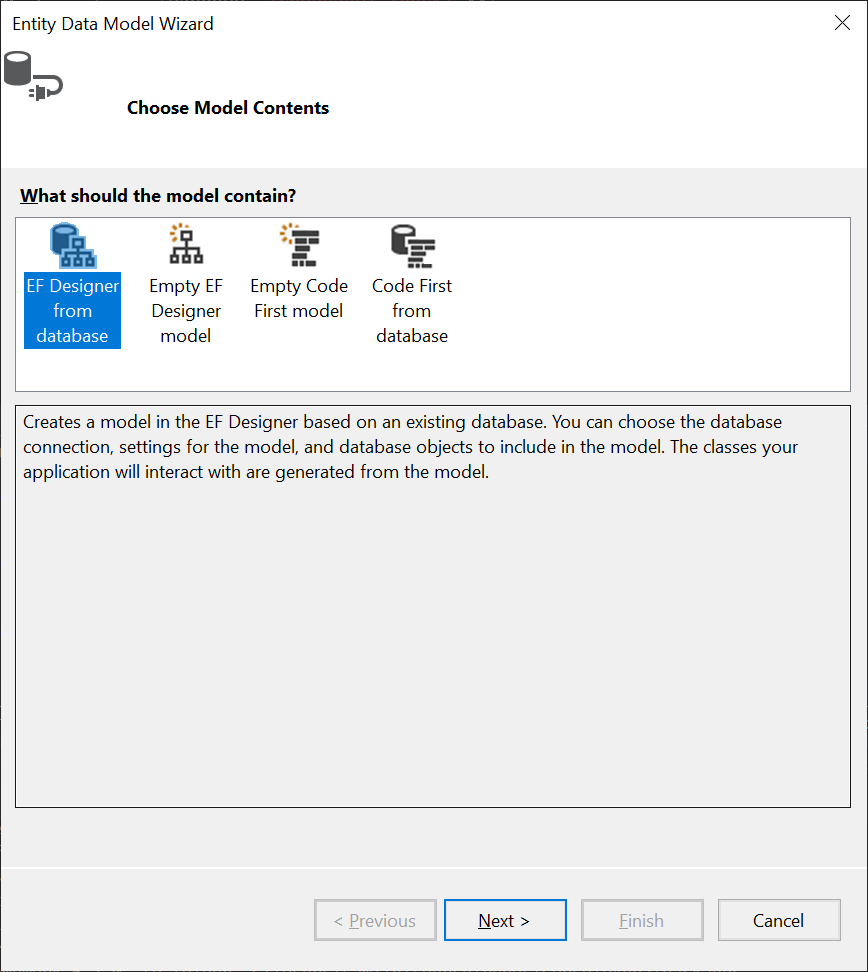 Entity Data Model Wizard
Choose Model Contents
What should the model contain?
EF Designer
from
database
Empty EF
Designer
model
Empty Code
First model
Code First
from
database
Creates a model in the EF Designer based on an existing database. You can choose the database
connection, settings for the model, and database objects to include in the model. The classes your
application will interact with are generated from the model.
< Previous
Next >
Finish
Cancel